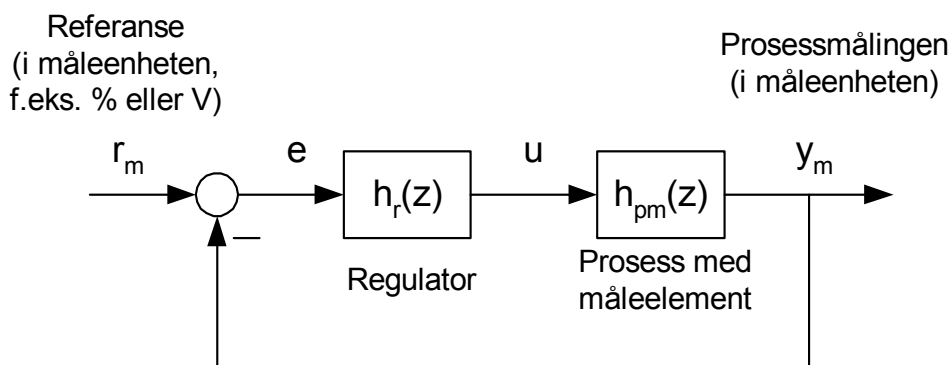 Referanse
(i måleenheten,
f.eks. % eller V)
Prosessmålingen
(i måleenheten)
r_m
e
h_r(z)
u
h_pm(z)
y_m
Regulator
Prosess med
måleelement